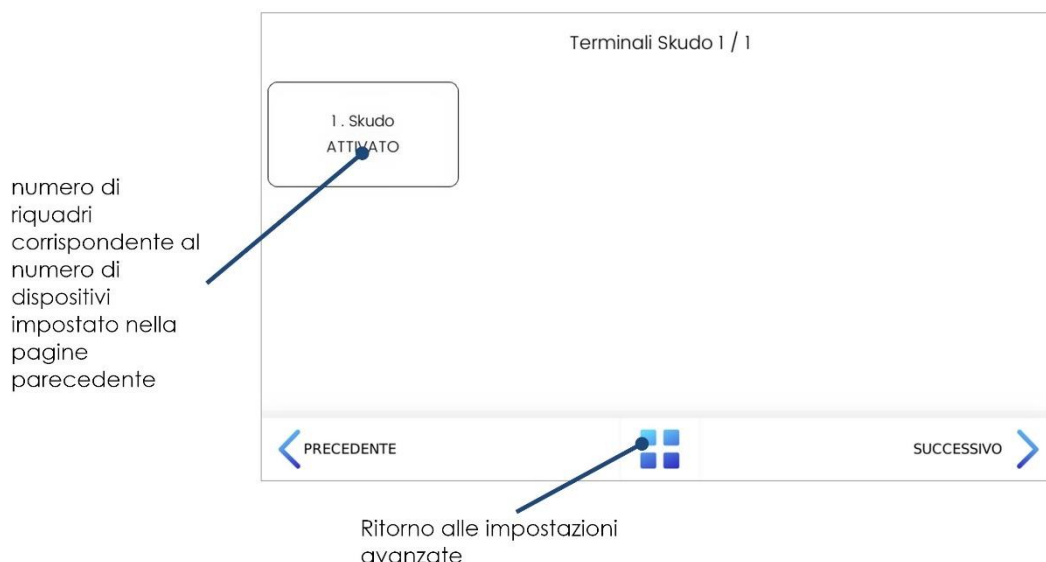 Terminali Skudo 1 / 1
1 . Skudo
ATTIVATO
numero di
riquadri
corrispondente al
numero di
dispositivi
impostato nella
pagine
parecedente
PRECEDENTE
SUCCESSIVO
Ritorno alle impostazioni
avanzate